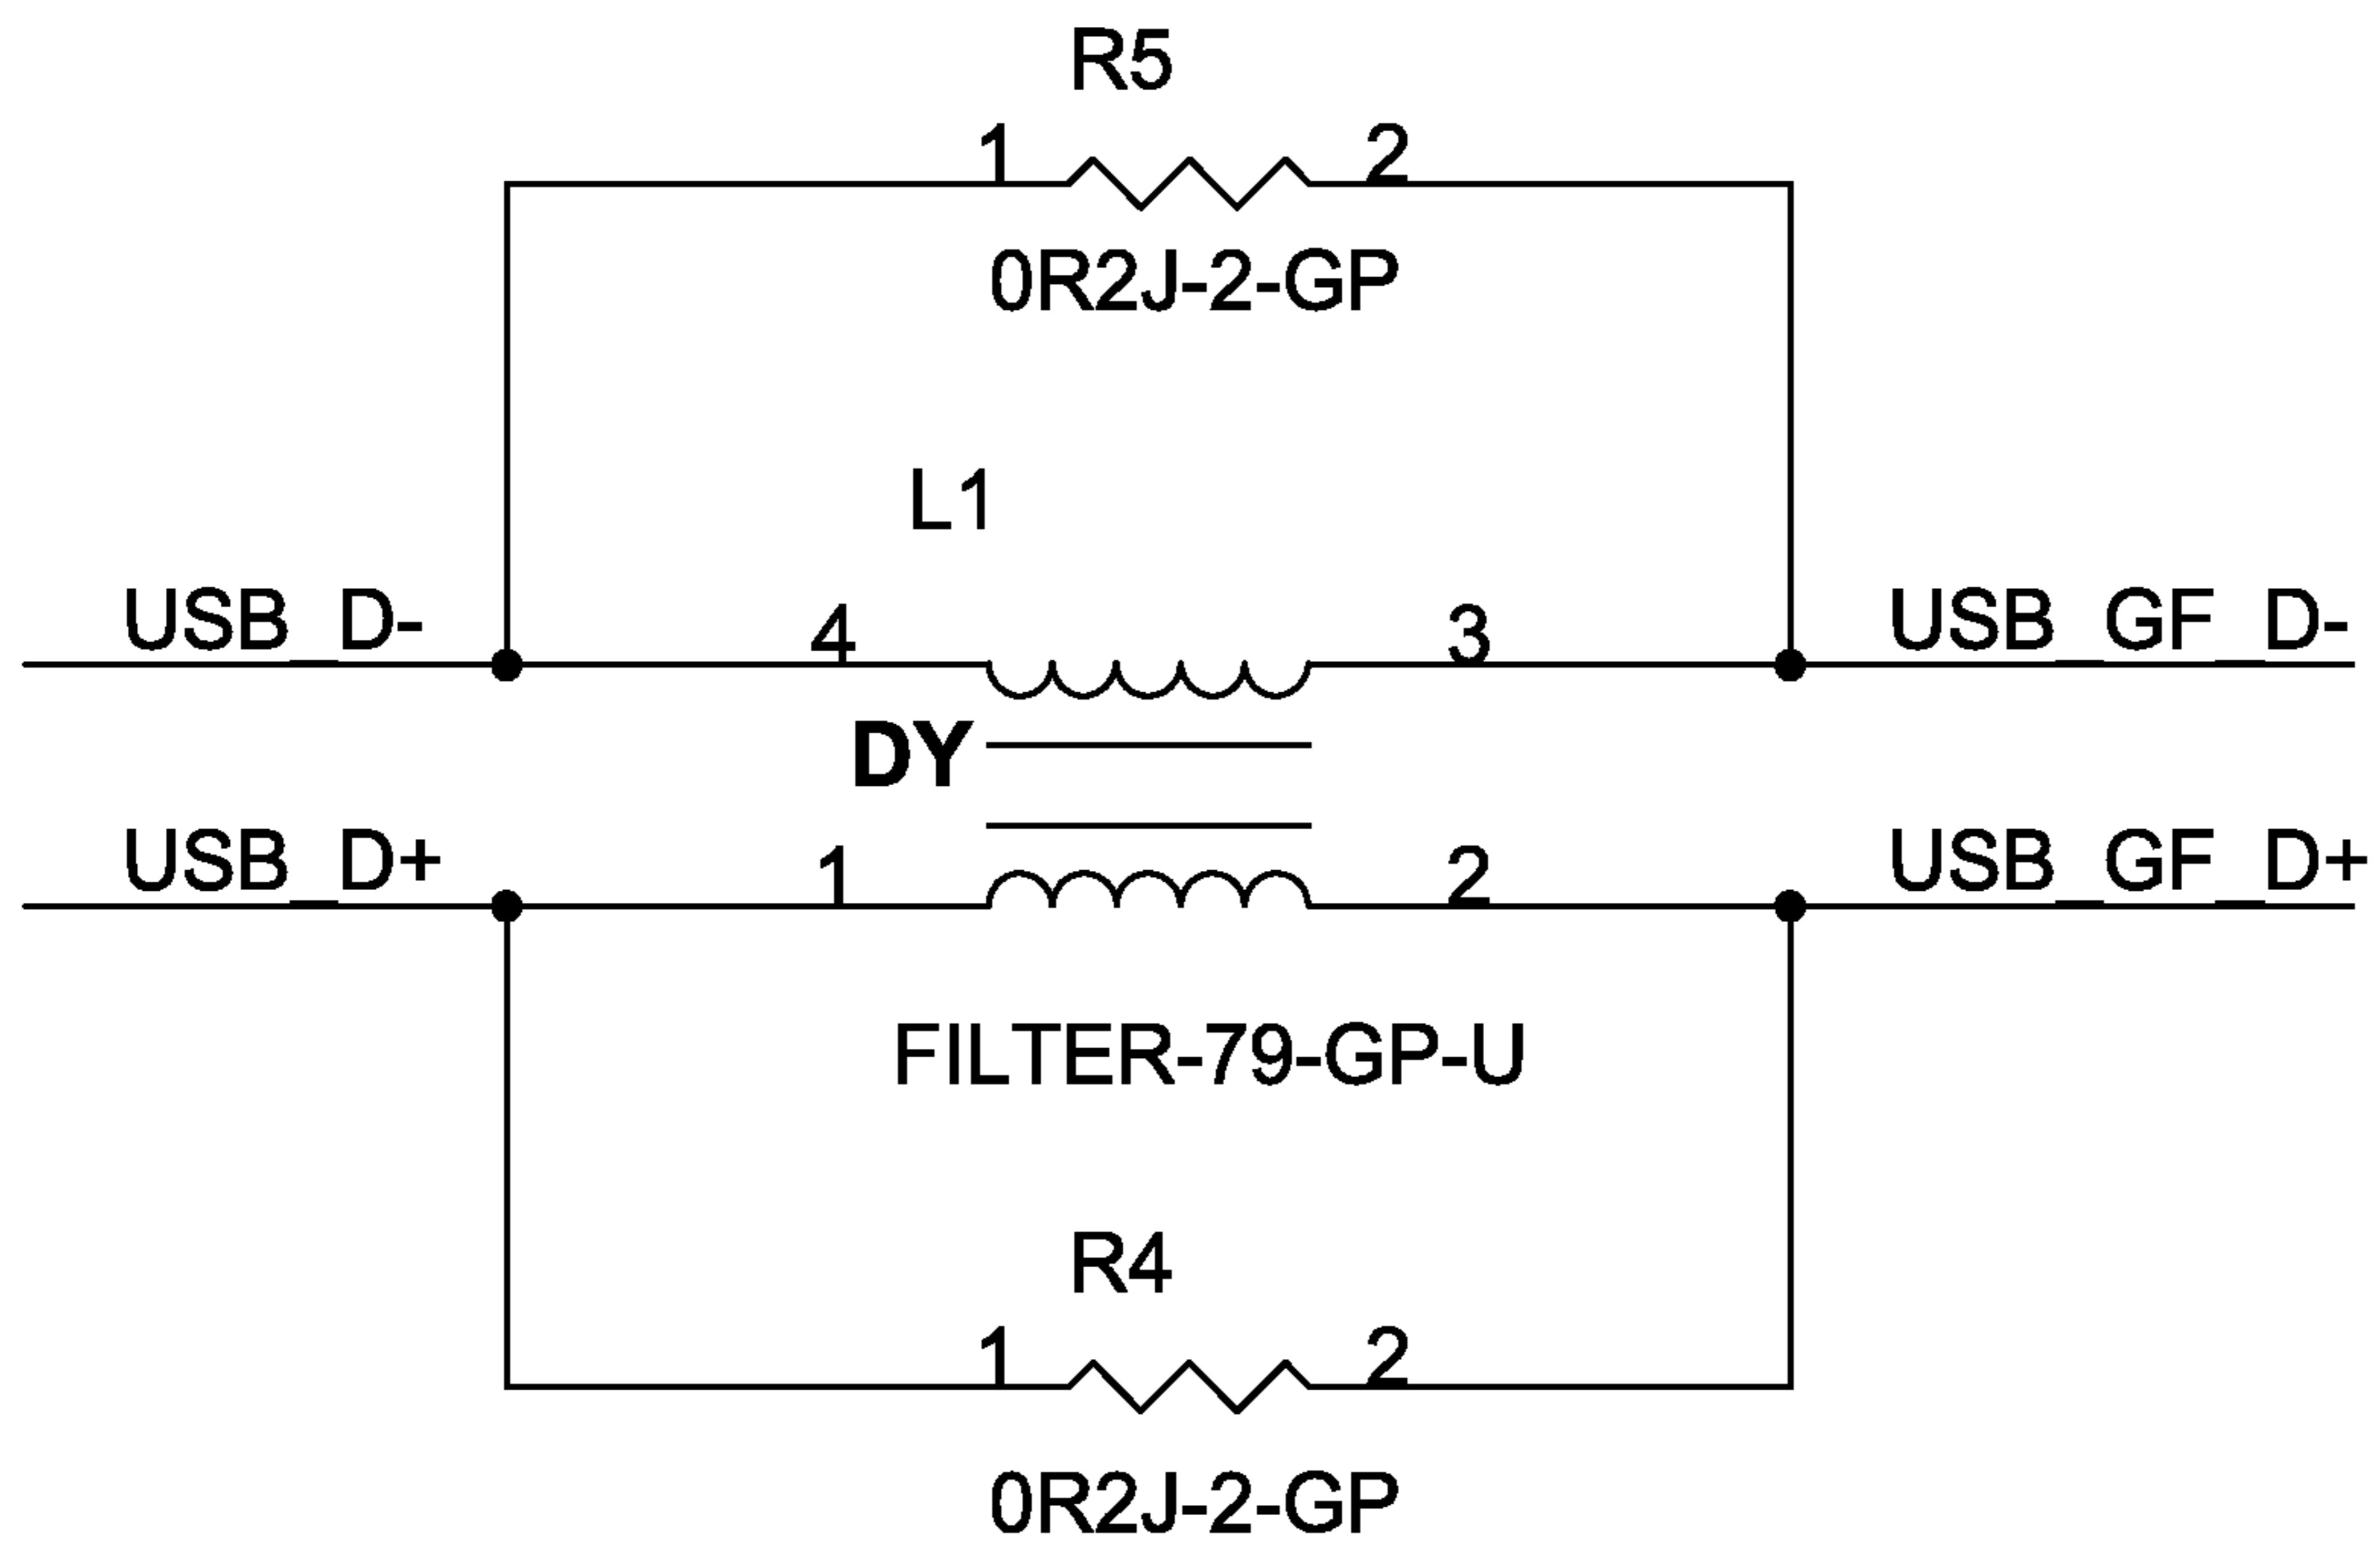 R5
1 2
0R2J-2-GP
L1
USB_D- 4 3 USB_GF_D-
DY
USB_D+ 1 2 USB_GF_D+
FILTER-79-GP-U
R4
1 2
0R2J-2-GP